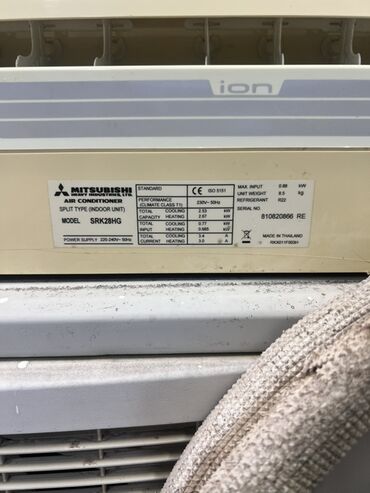 ion
MITSUBISHI
HEAVY INDUSTRIES, LTD.
AIR CONDITIONER
SPLIT TYPE (INDOOR UNIT)
MODEL SRK28HG
POWER SUPPLY 220-240V~50Hz
STANDARD CE ISO 5151
PERFORMANCE (CLIMATE CLASS T1) 230V~50Hz
TOTAL CAPACITY COOLING 2.53 kW
HEATING 2.67 kW
TOTAL INPUT COOLING 0.77 kW
HEATING 0.665 kW
TOTAL CURRENT COOLING 3.4 A
HEATING 3.0 A
MAX. INPUT 0.88 kW
UNIT WEIGHT 8.5 kg
REFRIGERANT R22
SERIAL NO.
810820866 RE
MADE IN THAILAND